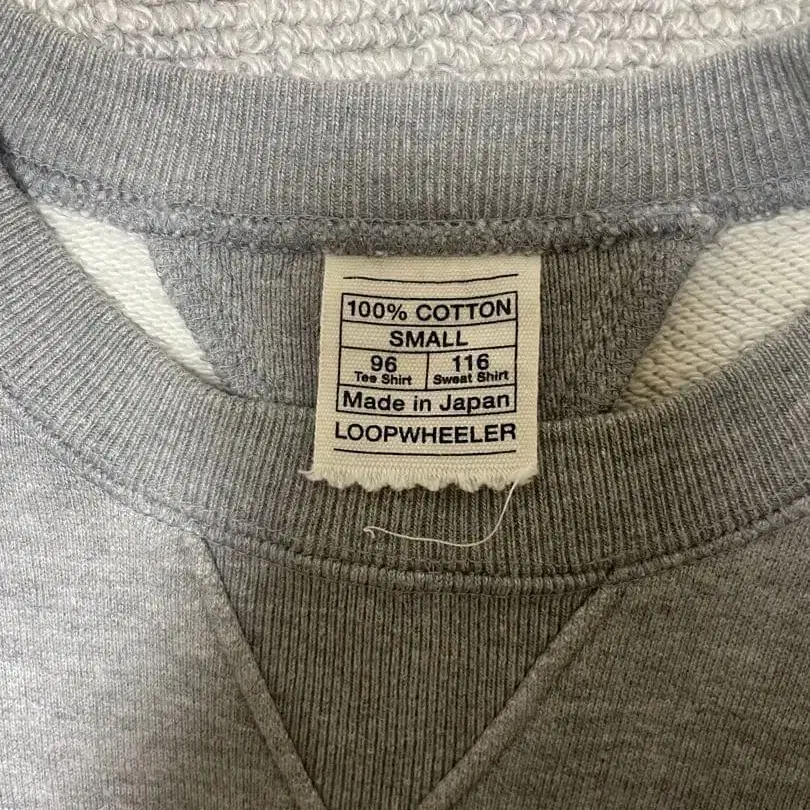 100% COTTON
SMALL
96 116
Tee Shirt Sweat Shirt
Made in Japan
LOOPWHEELER